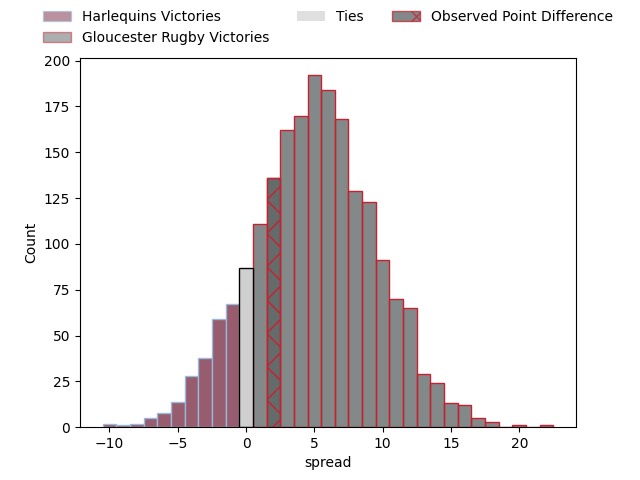 Harlequins Victories
Gloucester Rugby Victories
Ties
Observed Point Difference
200
175
150
125
100
75
50
25
0
Count
−10 −5 0 5 10 15 20
spread